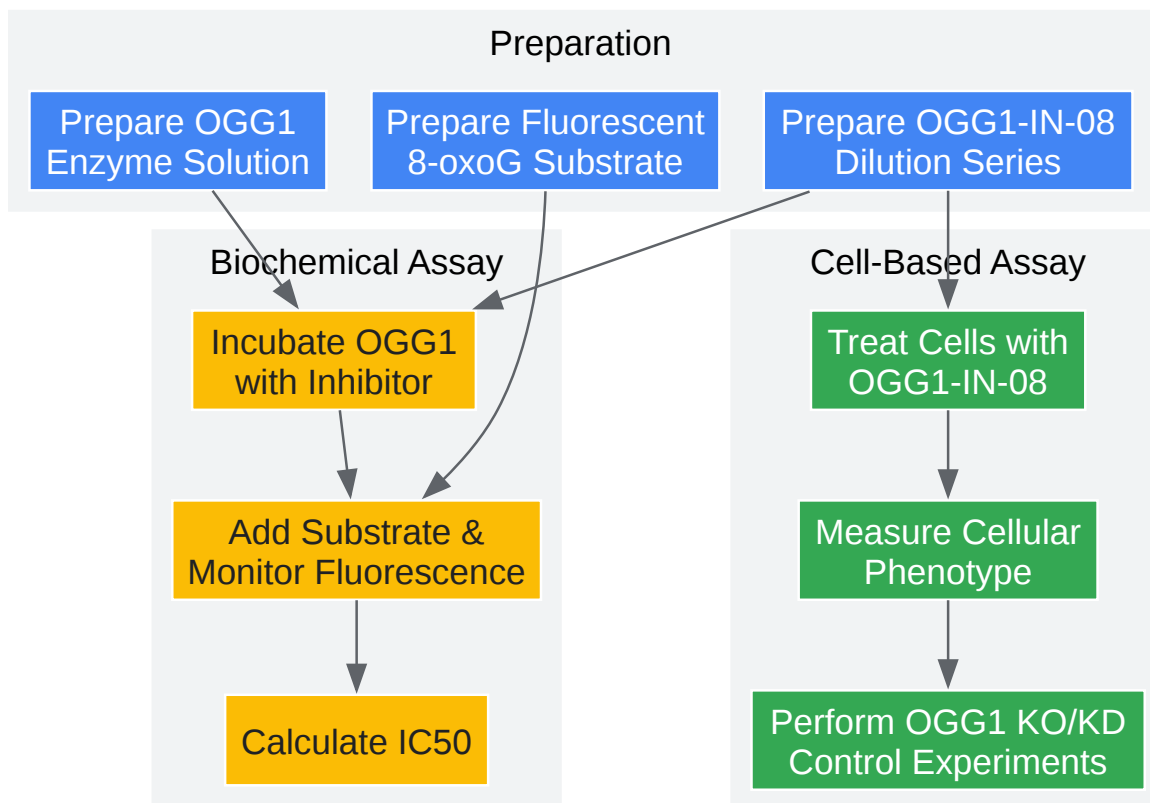 Preparation
Prepare OGG1
Enzyme Solution
Prepare Fluorescent
8-oxoG Substrate
Prepare OGG1-IN-08
Dilution Series
Biochemical Assay
Incubate OGG1
with Inhibitor
Add Substrate &
Monitor Fluorescence
Calculate IC50
Cell-Based Assay
Treat Cells with
OGG1-IN-08
Measure Cellular
Phenotype
Perform OGG1 KO/KD
Control Experiments